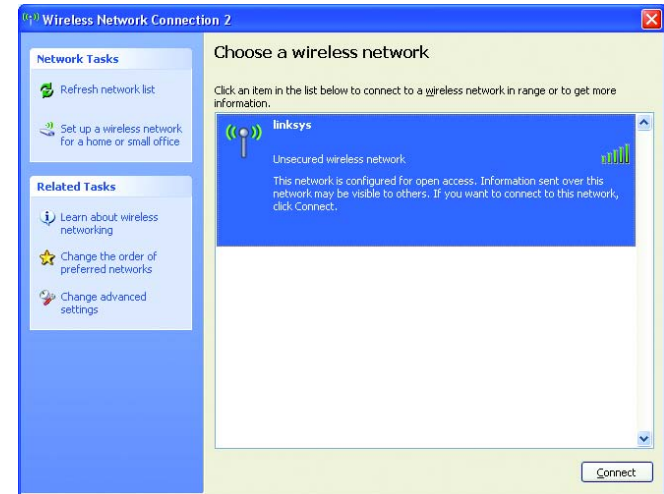 Wireless Network Connection 2
Network Tasks
Refresh network list
Set up a wireless network
for a home or small office
Related Tasks
Learn about wireless
networking
Change the order of
preferred networks
Change advanced
settings
Choose a wireless network
Click an item in the list below to connect to a wireless network in range or to get more
information.
linksys
Unsecured wireless network
This network is configured for open access. Information sent over this
network may be visible to others. If you want to connect to this network,
click Connect.
Connect